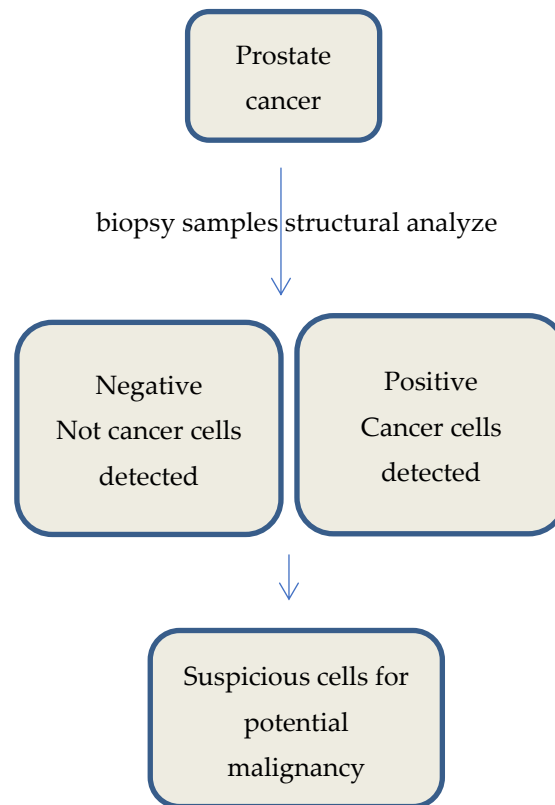 Prostate
cancer
biopsy samples structural analyze
Negative
Not cancer cells
detected
Positive
Cancer cells
detected
Suspicious cells for
potential
malignancy